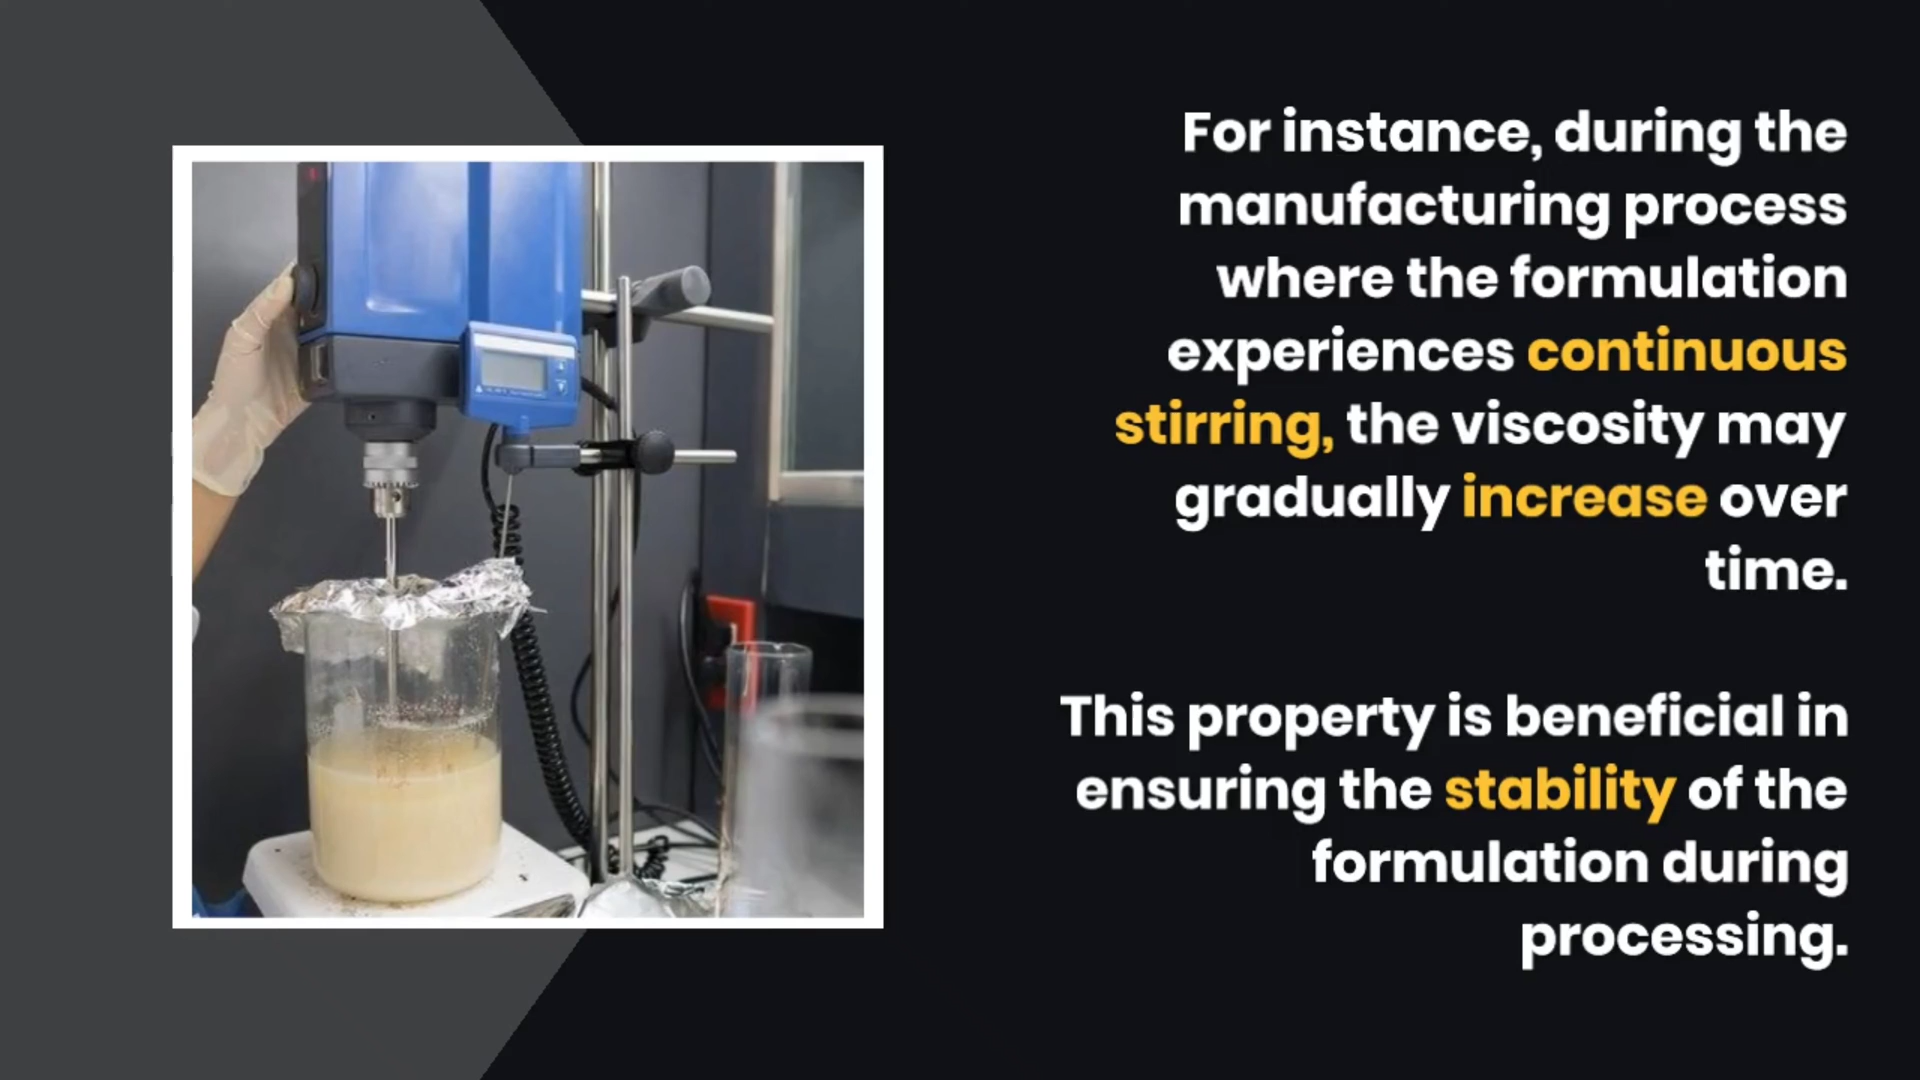 For instance, during the
manufacturing process
where the formulation
experiences continuous
stirring, the viscosity may
gradually increase over
time.
This property is beneficial in
ensuring the stability of the
formulation during
processing.